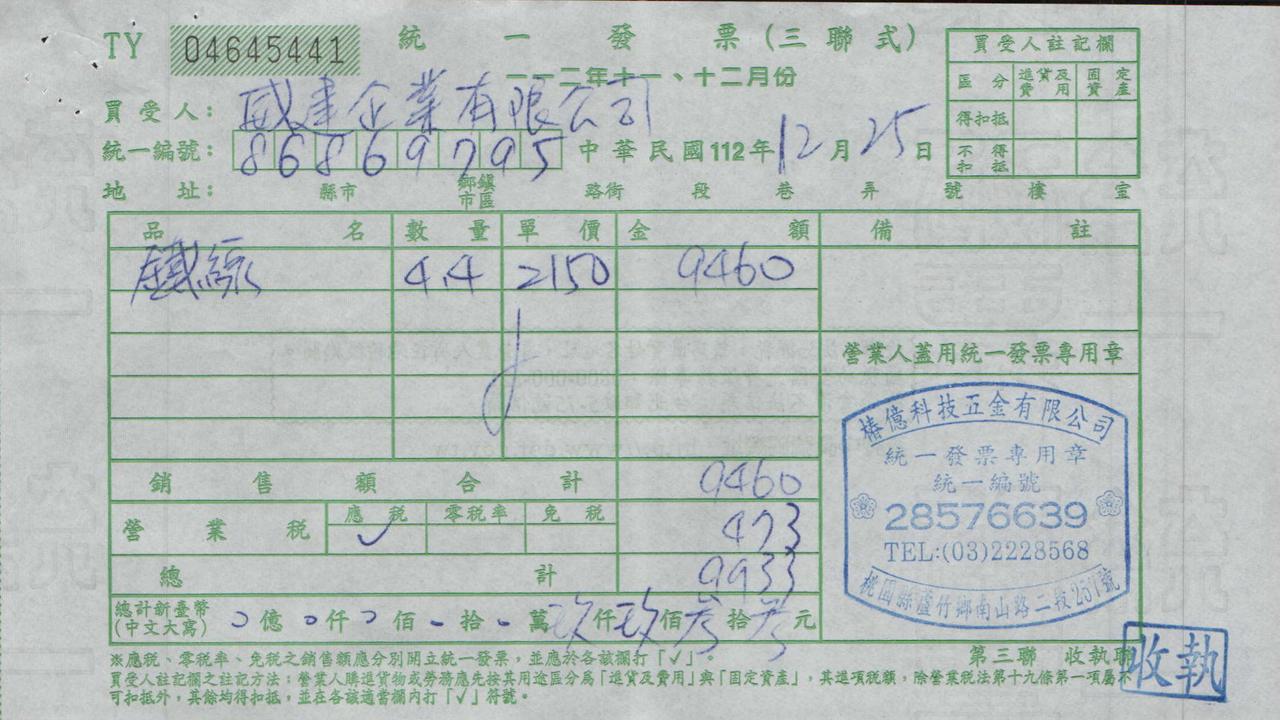 TY 04645441 統一發票(三聯式)
一一二年十一、十二月份
買受人註記欄
區分 進貨及費用 固定資產
得扣抵
不得扣抵
買受人: 威建企業有限公司
統一編號: 86869795 中華民國112年12月25日
地址: 縣市 鄉鎮市區 路街 段 巷 弄 號 樓 室
品名 數量 單價 金額 備註
鐵線 4.4 2150 9460
營業人蓋用統一發票專用章
椿億科技五金有限公司
統一發票專用章
統一編號
28576639
TEL:(03)2228568
桃園縣蘆竹鄉南山路二段251號
銷售額合計 9460
營業稅 應稅 ✓ 零稅率 免稅 473
總計 9933
總計新臺幣(中文大寫) 0億0仟0佰-拾-萬玖仟玖佰參拾參元
※應稅、零稅率、免稅之銷售額應分別開立統一發票,並應於各該欄打「✓」。
第三聯 收執聯
收執
買受人註記欄之註記方法:營業人購進貨物或勞務應先按其用途區分為「進貨及費用」與「固定資產」,其進項稅額,除營業稅法第十九條第一項屬不
可扣抵外,其餘均得扣抵,並在各該適當欄內打「✓」符號。